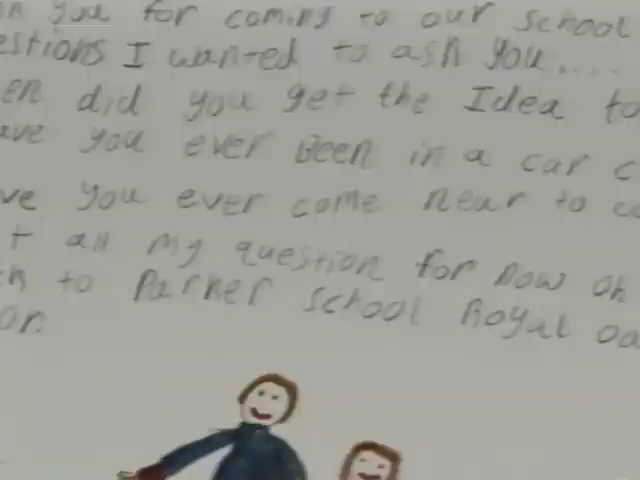 you for coming to our school
estions I wanted to ask you....
en did you get the Idea to
ave you ever Been in a car c
ve you ever come near to co
t all my question for now oh
ch to Parker School Royal Oa
or.